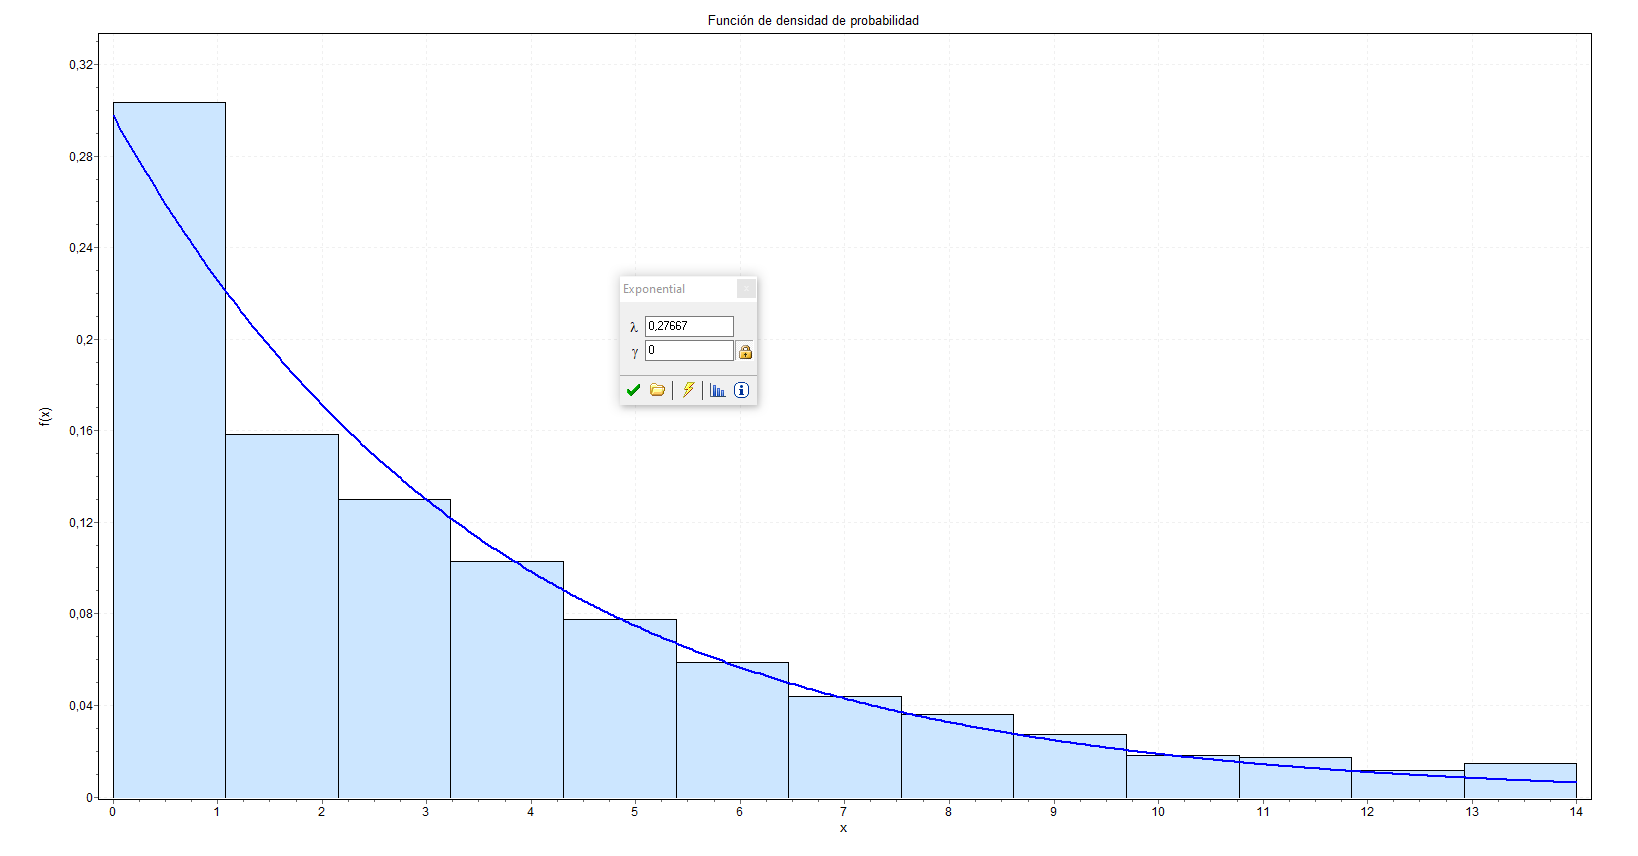 Función de densidad de probabilidad
0,32
0,28
0,24
0,2
0,16
0,12
0,08
0,04
0
f(x)
Exponential
λ 0,27667
γ 0
0 1 2 3 4 5 6 7 8 9 10 11 12 13 14
x